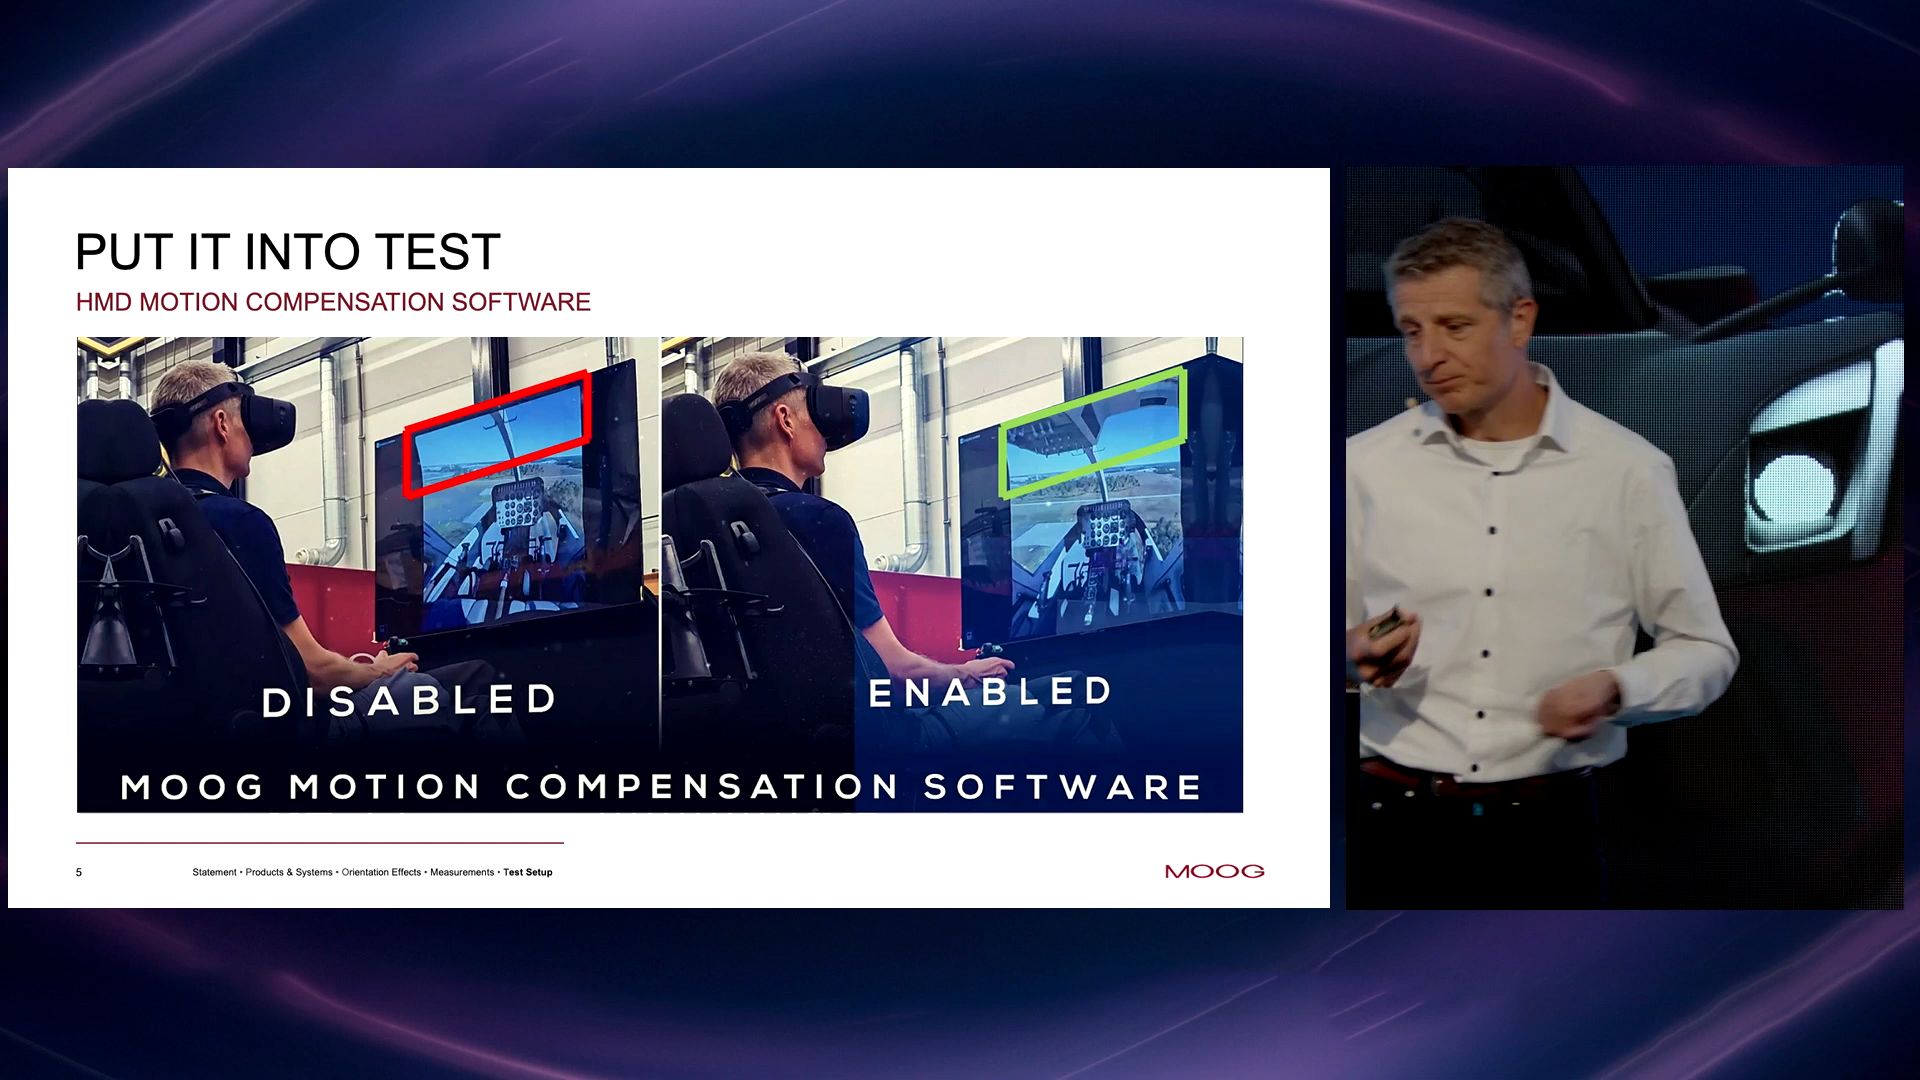 PUT IT INTO TEST
HMD MOTION COMPENSATION SOFTWARE
DISABLED
ENABLED
MOOG MOTION COMPENSATION SOFTWARE
5
Statement • Products & Systems • Orientation Effects • Measurements • Test Setup
MOOG